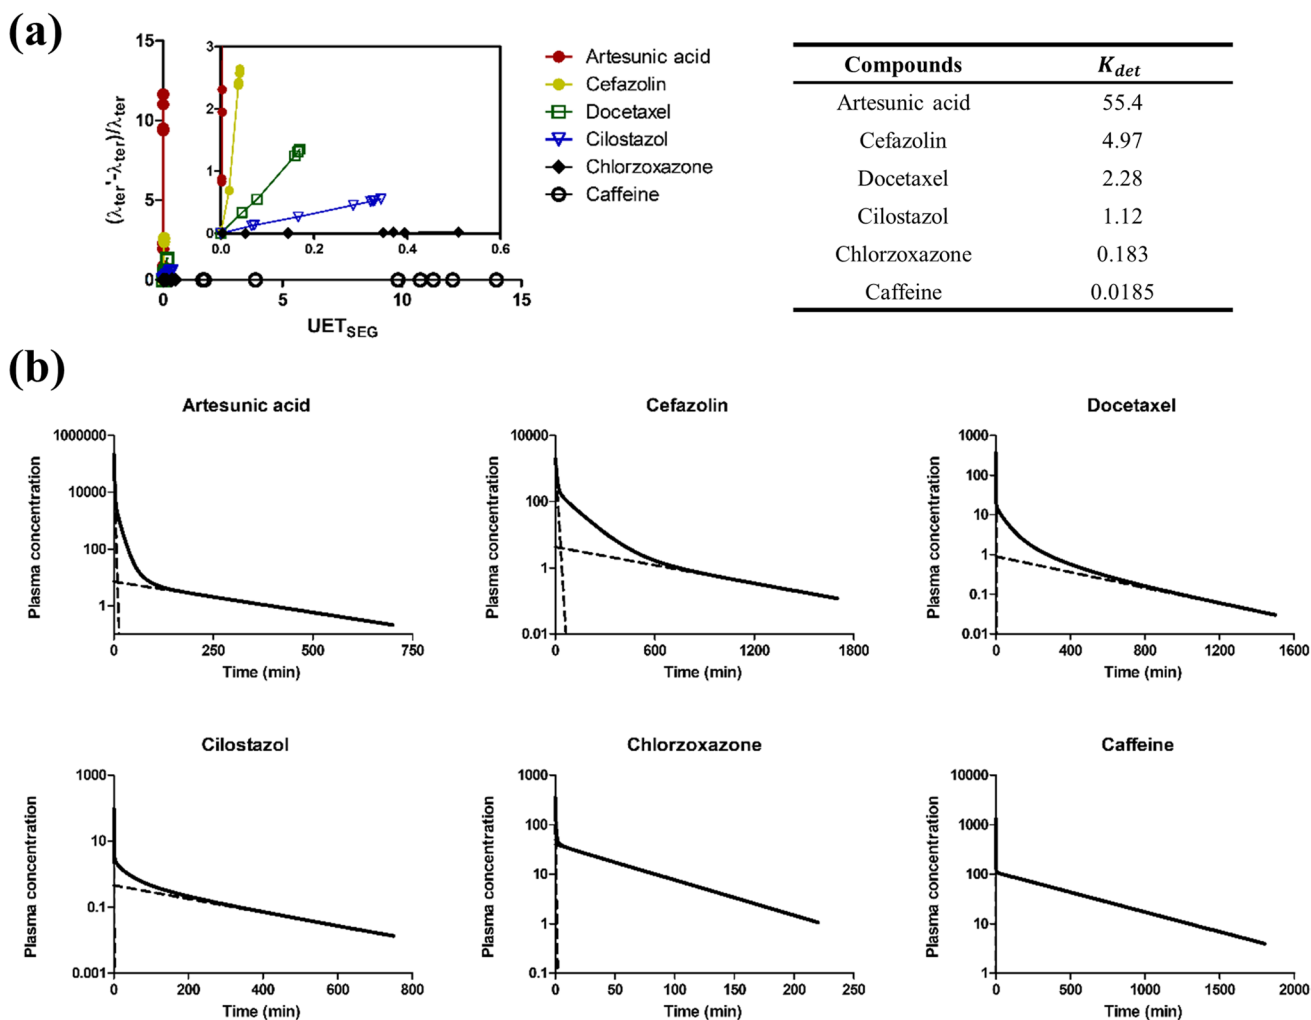 (a)
15
10
5
0
(λter'-λter)/λter
0
5
10
15
UETSEG
3
2
1
0
0.0
0.2
0.4
0.6
Artesunic acid
Cefazolin
Docetaxel
Cilostazol
Chlorzoxazone
Caffeine
Compounds Kdet
Artesunic acid 55.4
Cefazolin 4.97
Docetaxel 2.28
Cilostazol 1.12
Chlorzoxazone 0.183
Caffeine 0.0185
(b)
Artesunic acid
Plasma concentration
1000000
10000
100
1
0 250 500 750
Time (min)
Cefazolin
Plasma concentration
10000
100
1
0.01
0 600 1200 1800
Time (min)
Docetaxel
Plasma concentration
1000
100
10
1
0.1
0.01
0 400 800 1200 1600
Time (min)
Cilostazol
Plasma concentration
1000
10
0.1
0.001
0 200 400 600 800
Time (min)
Chlorzoxazone
Plasma concentration
1000
100
10
1
0.1
0 50 100 150 200 250
Time (min)
Caffeine
Plasma concentration
10000
1000
100
10
1
0 500 1000 1500 2000
Time (min)